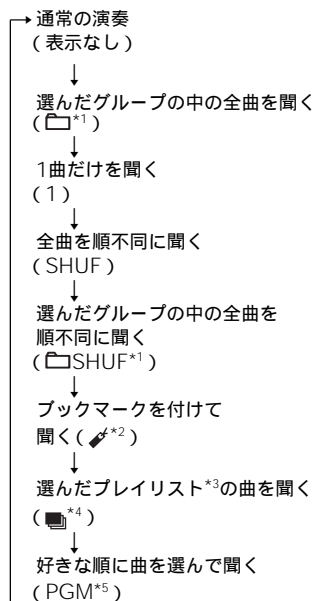 通常の演奏
(表示なし)
選んだグループの中の全曲を聞く
(*1)
1曲だけを聞く
(1)
全曲を順不同に聞く
(SHUF)
選んだグループの中の全曲を
順不同に聞く
(SHUF*1)
ブックマークを付けて
聞く(*2)
選んだプレイリスト*3の曲を聞く
(*4)
好きな順に曲を選んで聞く
(PGM*5)